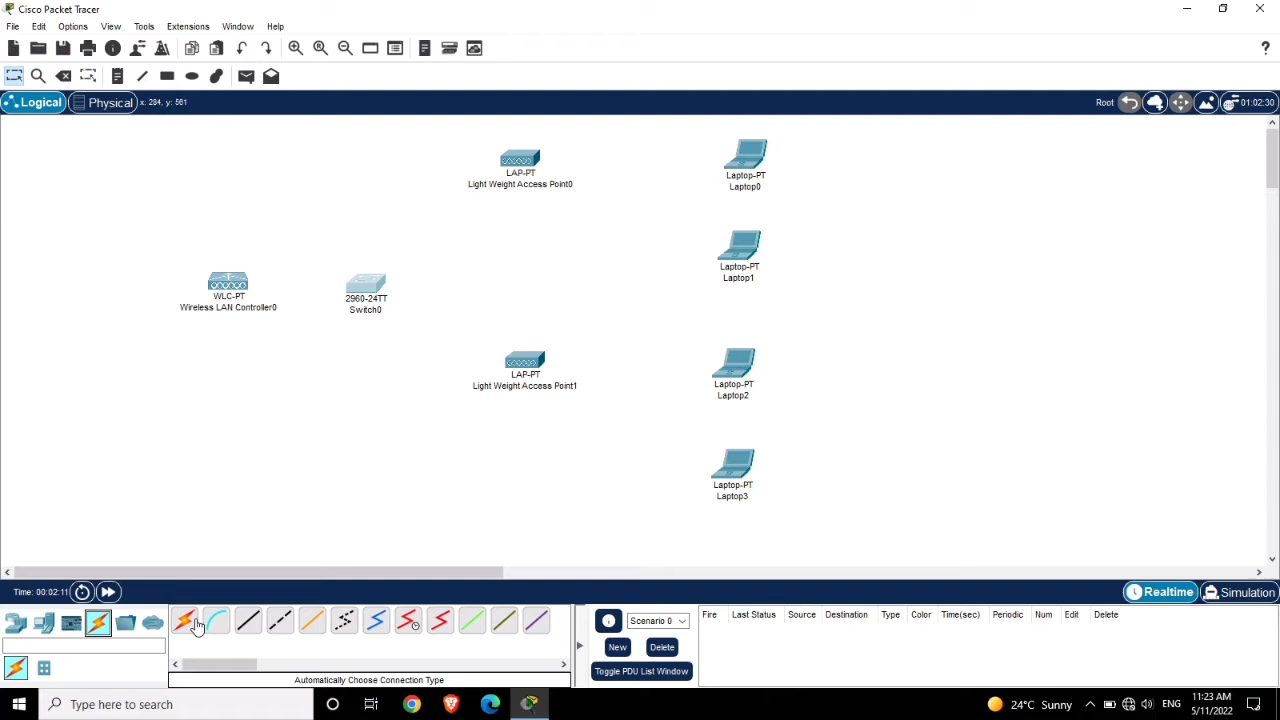 Cisco Packet Tracer
File Edit Options View Tools Extensions Window Help
Logical Physical x: 284, y: 561 Root 01:02:30
LAP-PT
Light Weight Access Point0
Laptop-PT
Laptop0
Laptop-PT
Laptop1
WLC-PT
Wireless LAN Controller0
2960-24TT
Switch0
LAP-PT
Light Weight Access Point1
Laptop-PT
Laptop2
Laptop-PT
Laptop3
Time: 00:02:11 Realtime Simulation
Scenario 0
New Delete
Toggle PDU List Window
Fire Last Status Source Destination Type Color Time(sec) Periodic Num Edit Delete
Automatically Choose Connection Type
Type here to search
24°C Sunny ENG
11:23 AM
5/11/2022